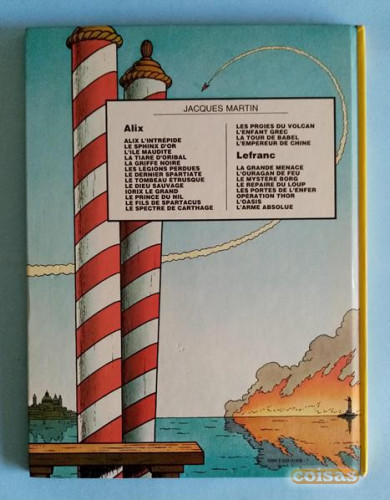 JACQUES MARTIN
Alix
ALIX L'INTRÉPIDE
LE SPHINX D'OR
L'ILE MAUDITE
LA TIARE D'ORIBAL
LA GRIFFE NOIRE
LES LÉGIONS PERDUES
LE DERNIER SPARTIATE
LE TOMBEAU ÉTRUSQUE
LE DIEU SAUVAGE
IORIX LE GRAND
LE PRINCE DU NIL
LE FILS DE SPARTACUS
LE SPECTRE DE CARTHAGE
LES PROIES DU VOLCAN
L'ENFANT GREC
LA TOUR DE BABEL
L'EMPEREUR DE CHINE
Lefranc
LA GRANDE MENACE
L'OURAGAN DE FEU
LE MYSTÈRE BORG
LE REPAIRE DU LOUP
LES PORTES DE L'ENFER
OPÉRATION THOR
L'OASIS
L'ARME ABSOLUE
coisas